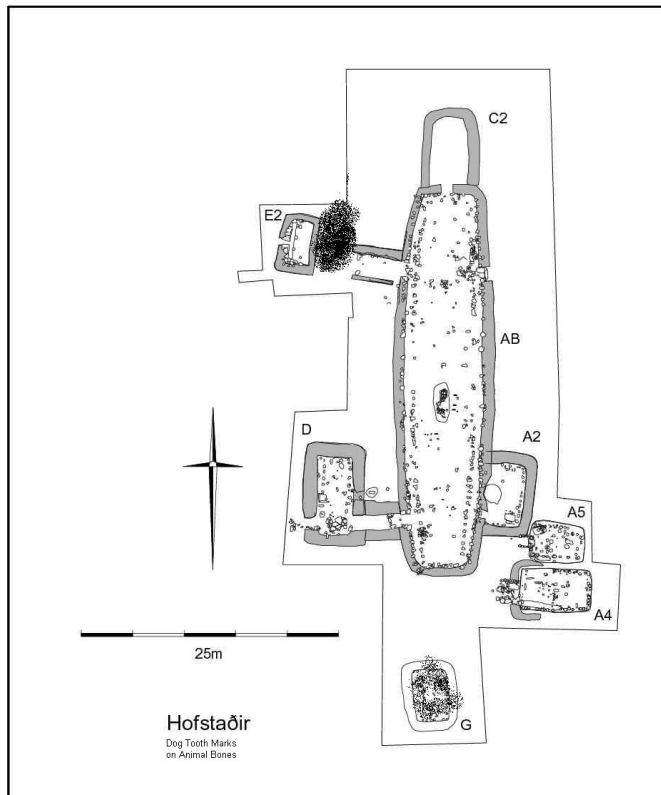 C2
E2
AB
D
A2
A5
A4
25m
Hofstaðir
Dog Tooth Marks
on Animal Bones
G